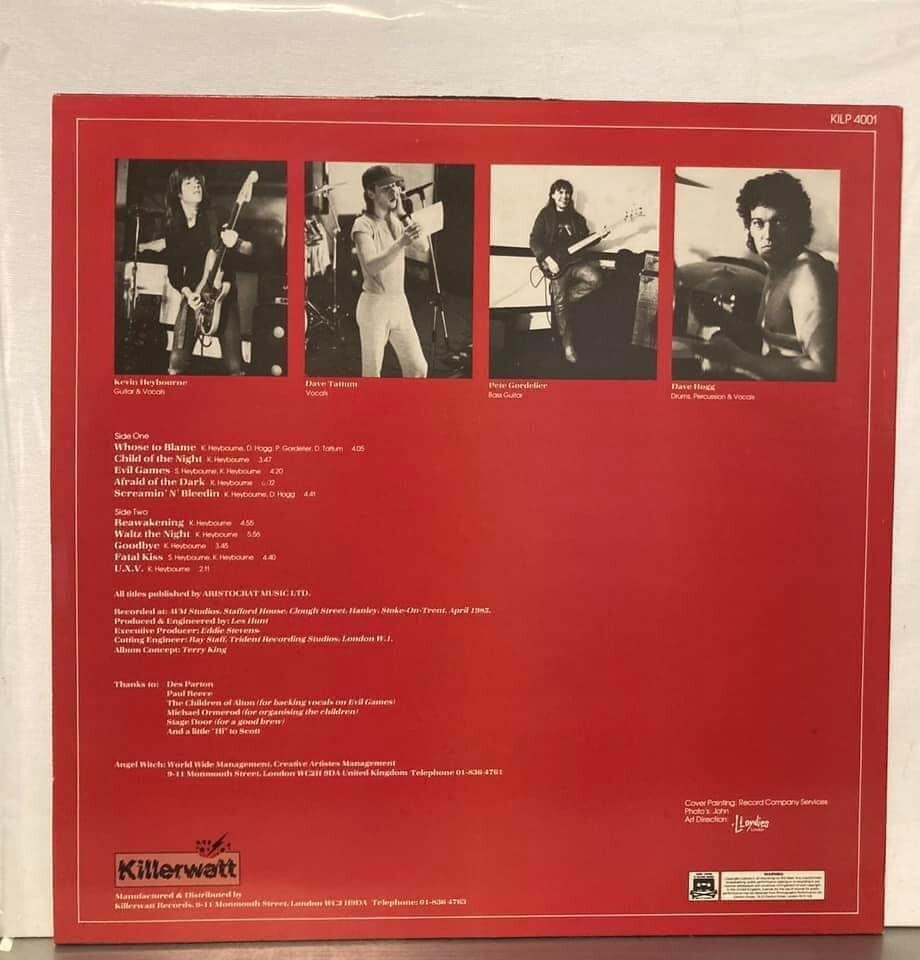 KILP 4001
Kevin Heybourne
Guitar & Vocals
Dave Tattum
Vocals
Pete Gordelier
Bass Guitar
Dave Hogg
Drums, Percussion & Vocals
Side One
Whose to Blame K. Heybourne, D. Hogg, P. Gordelier, D. Tattum 4.05
Child of the Night K. Heybourne 3.47
Evil Games S. Heybourne, K. Heybourne 4.20
Afraid of the Dark K. Heybourne
Screamin' N' Bleedin K. Heybourne, D. Hogg 4.41
Side Two
Reawakening K. Heybourne 4.55
Waltz the Night K. Heybourne 5.56
Goodbye K. Heybourne 3.45
Fatal Kiss S. Heybourne, K. Heybourne 4.40
U.X.V. K. Heybourne 2.11
All titles published by ARISTOCRAT MUSIC LTD.
Recorded at: AVM Studios, Stafford House, Clough Street, Hanley, Stoke-On-Trent, April 1985.
Produced & Engineered by: Les Hunt
Executive Producer: Eddie Stevens
Cutting Engineer: Ray Staff, Trident Recording Studios, London W.1.
Album Concept: Terry King
Thanks to: Des Parton
Paul Reece
The Children of Alton (for backing vocals on Evil Games)
Michael Ormerod (for organising the children)
Stage Door (for a good brew)
And a little "Hi" to Scott
Angel Witch: World Wide Management, Creative Artistes Management
9-11 Monmouth Street, London WC2H 9DA United Kingdom Telephone 01-836 4761
Cover Painting: Record Company Services
Photo's: John
Art Direction:
Killerwatt
Manufactured & Distributed by
Killerwatt Records, 9-11 Monmouth Street, London WC2 H9DA Telephone: 01-836 4763
WARNING